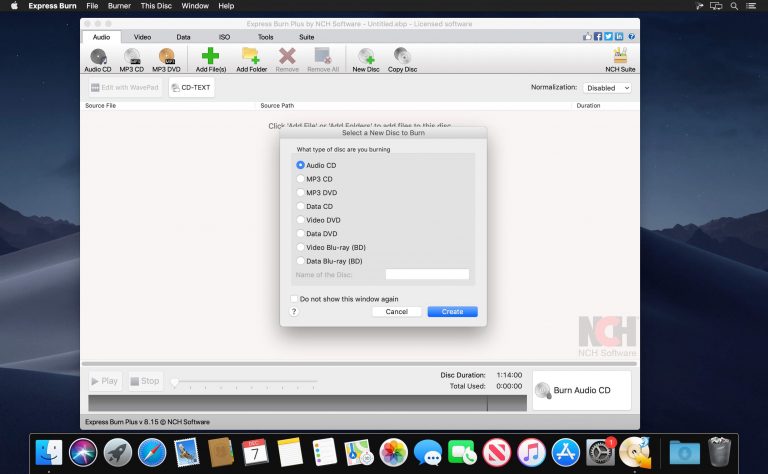 Express Burn File Burner This Disc Window Help
Express Burn Plus by NCH Software - Untitled.ebp - Licensed software
Audio Video Data ISO Tools Suite
Audio CD MP3 CD MP3 DVD Add File(s) Add Folder Remove Remove All New Disc Copy Disc NCH Suite
Edit with WavePad CD-TEXT Normalization: Disabled
Source File Source Path Duration
Click 'Add File' or 'Add Folders' to add files to this disc
Select a New Disc to Burn
What type of disc are you burning
Audio CD
MP3 CD
MP3 DVD
Data CD
Video DVD
Data DVD
Video Blu-ray (BD)
Data Blu-ray (BD)
Name of the Disc:
Do not show this window again
? Cancel Create
NCH
NCH Software
Play Stop
Disc Duration: 1:14:00
Total Used: 0:00:00
Burn Audio CD
Express Burn Plus v 8.15 © NCH Software
DEC
7
1